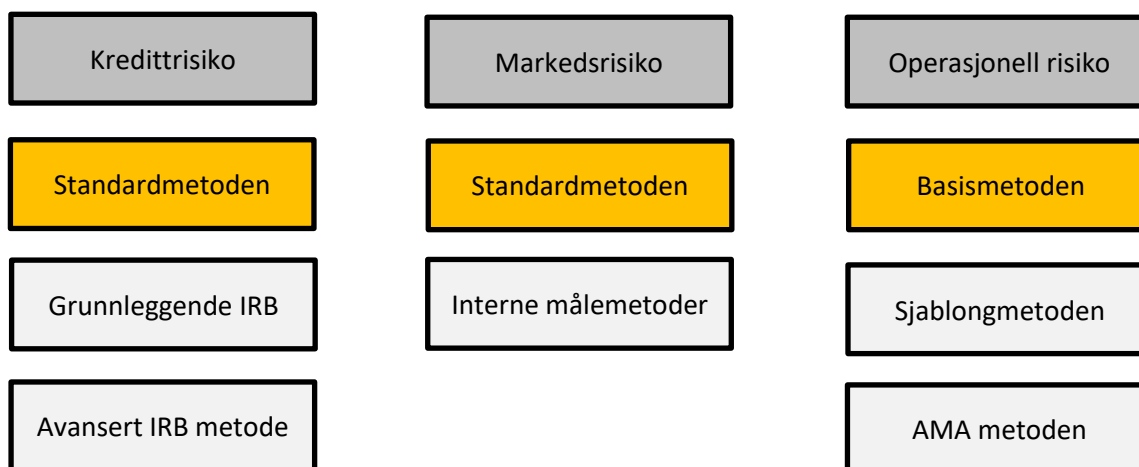 Kredittrisiko
Markedsrisiko
Operasjonell risiko
Standardmetoden
Standardmetoden
Basismetoden
Grunnleggende IRB
Interne målemetoder
Sjablongmetoden
Avansert IRB metode
AMA metoden